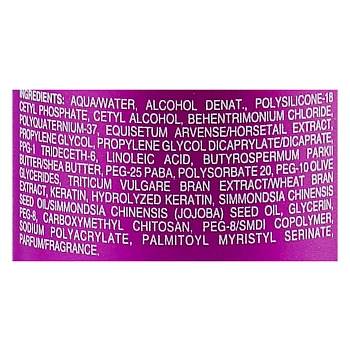 INGREDIENTS: AQUA/WATER, ALCOHOL DENAT., POLYSILICONE-18
CETYL PHOSPHATE, CETYL ALCOHOL, BEHENTRIMONIUM CHLORIDE,
POLYQUATERNIUM-37, EQUISETUM ARVENSE/HORSETAIL EXTRACT,
PROPYLENE GLYCOL, PROPYLENE GLYCOL DICAPRYLATE/DICAPRATE,
PPG-1 TRIDECETH-6, LINOLEIC ACID, BUTYROSPERMUM PARKII
BUTTER/SHEA BUTTER, PEG-25 PABA, POLYSORBATE 20, PEG-10 OLIVE
GLYCERIDES, TRITICUM VULGARE BRAN EXTRACT/WHEAT BRAN
EXTRACT, KERATIN, HYDROLYZED KERATIN, SIMMONDSIA CHINENSIS
SEED OIL/SIMMONDSIA CHINENSIS (JOJOBA) SEED OIL, GLYCERIN,
PEG-8, CARBOXYMETHYL CHITOSAN, PEG-8/SMDI COPOLYMER,
SODIUM POLYACRYLATE, PALMITOYL MYRISTYL SERINATE,
PARFUM/FRAGRANCE.